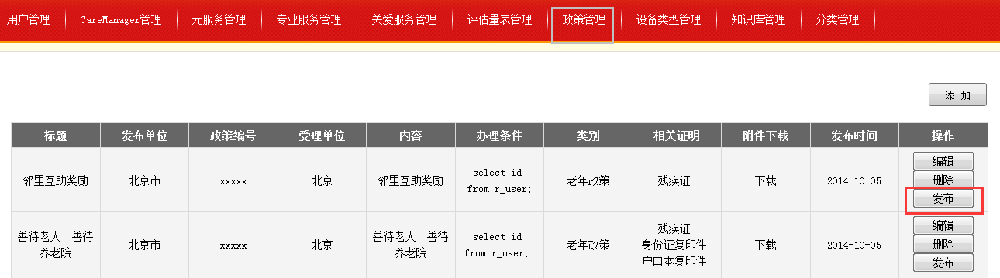 用户管理 CareManager管理 元服务管理 专业服务管理 关爱服务管理 评估量表管理 政策管理 设备类型管理 知识库管理 分类管理
添 加
标题 发布单位 政策编号 受理单位 内容 办理条件 类别 相关证明 附件下载 发布时间 操作
邻里互助奖励 北京市 xxxxx 北京 邻里互助奖励 select id
from r_user; 老年政策 残疾证 下载 2014-10-05 编辑
删除
发布
善待老人 善待
养老院 北京市 xxxxx 北京 善待老人 善待
养老院 select id
from r_user; 老年政策 残疾证
身份证复印件
户口本复印件 下载 2014-10-05 编辑
删除
发布